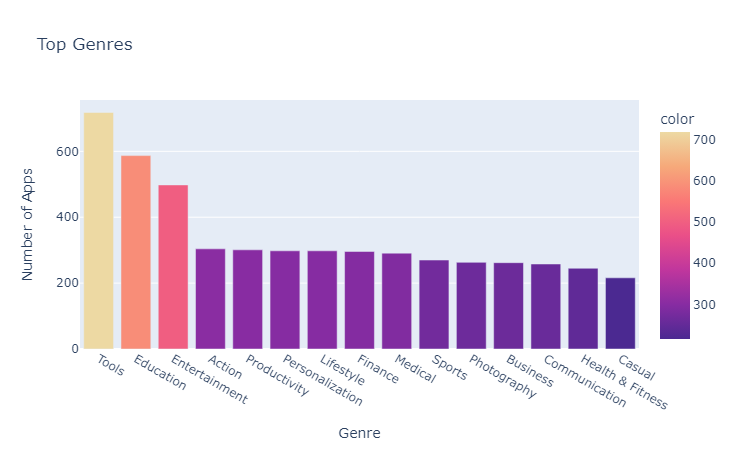 Top Genres
Number of Apps
600
400
200
0
Tools
Education
Entertainment
Action
Productivity
Personalization
Lifestyle
Finance
Medical
Sports
Photography
Business
Communication
Health & Fitness
Casual
Genre
color
700
600
500
400
300